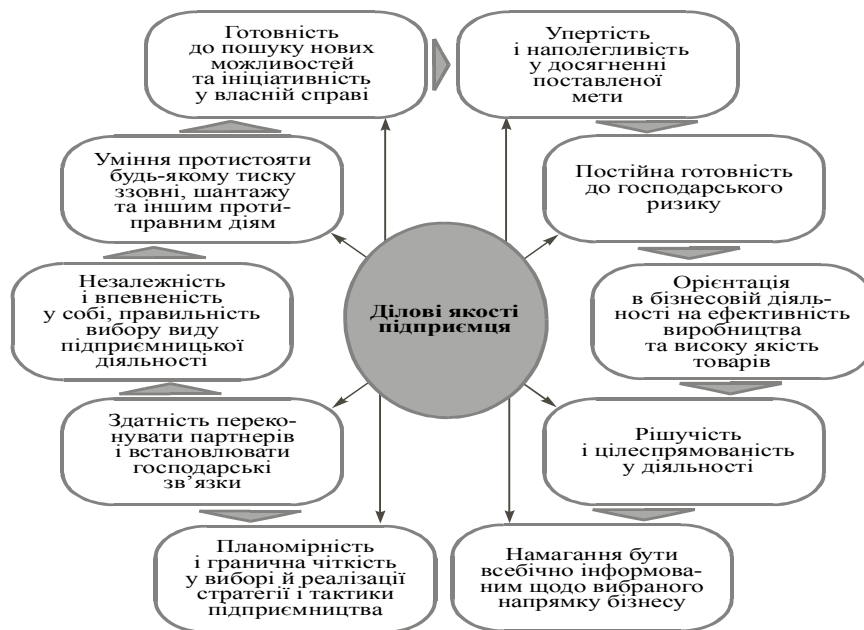 Готовність
до пошуку нових
можливостей
та ініціативність
у власній справі
Упертість
і наполегливість
у досягненні
поставленої
мети
Уміння протистояти
будь-якому тиску
ззовні, шантажу
та іншим проти-
правним діям
Постійна готовність
до господарського
ризику
Незалежність
і впевненість
у собі, правильність
вибору виду
підприємницької
діяльності
Ділові якості
підприємця
Орієнтація
в бізнесовій діяль-
ності на ефективність
виробництва
та високу якість
товарів
Здатність переко-
нувати партнерів
і встановлювати
господарські
зв’язки
Рішучість
і цілеспрямованість
у діяльності
Планомірність
і гранична чіткість
у виборі й реалізації
стратегії і тактики
підприємництва
Намагання бути
всебічно інформова-
ним щодо вибраного
напрямку бізнесу